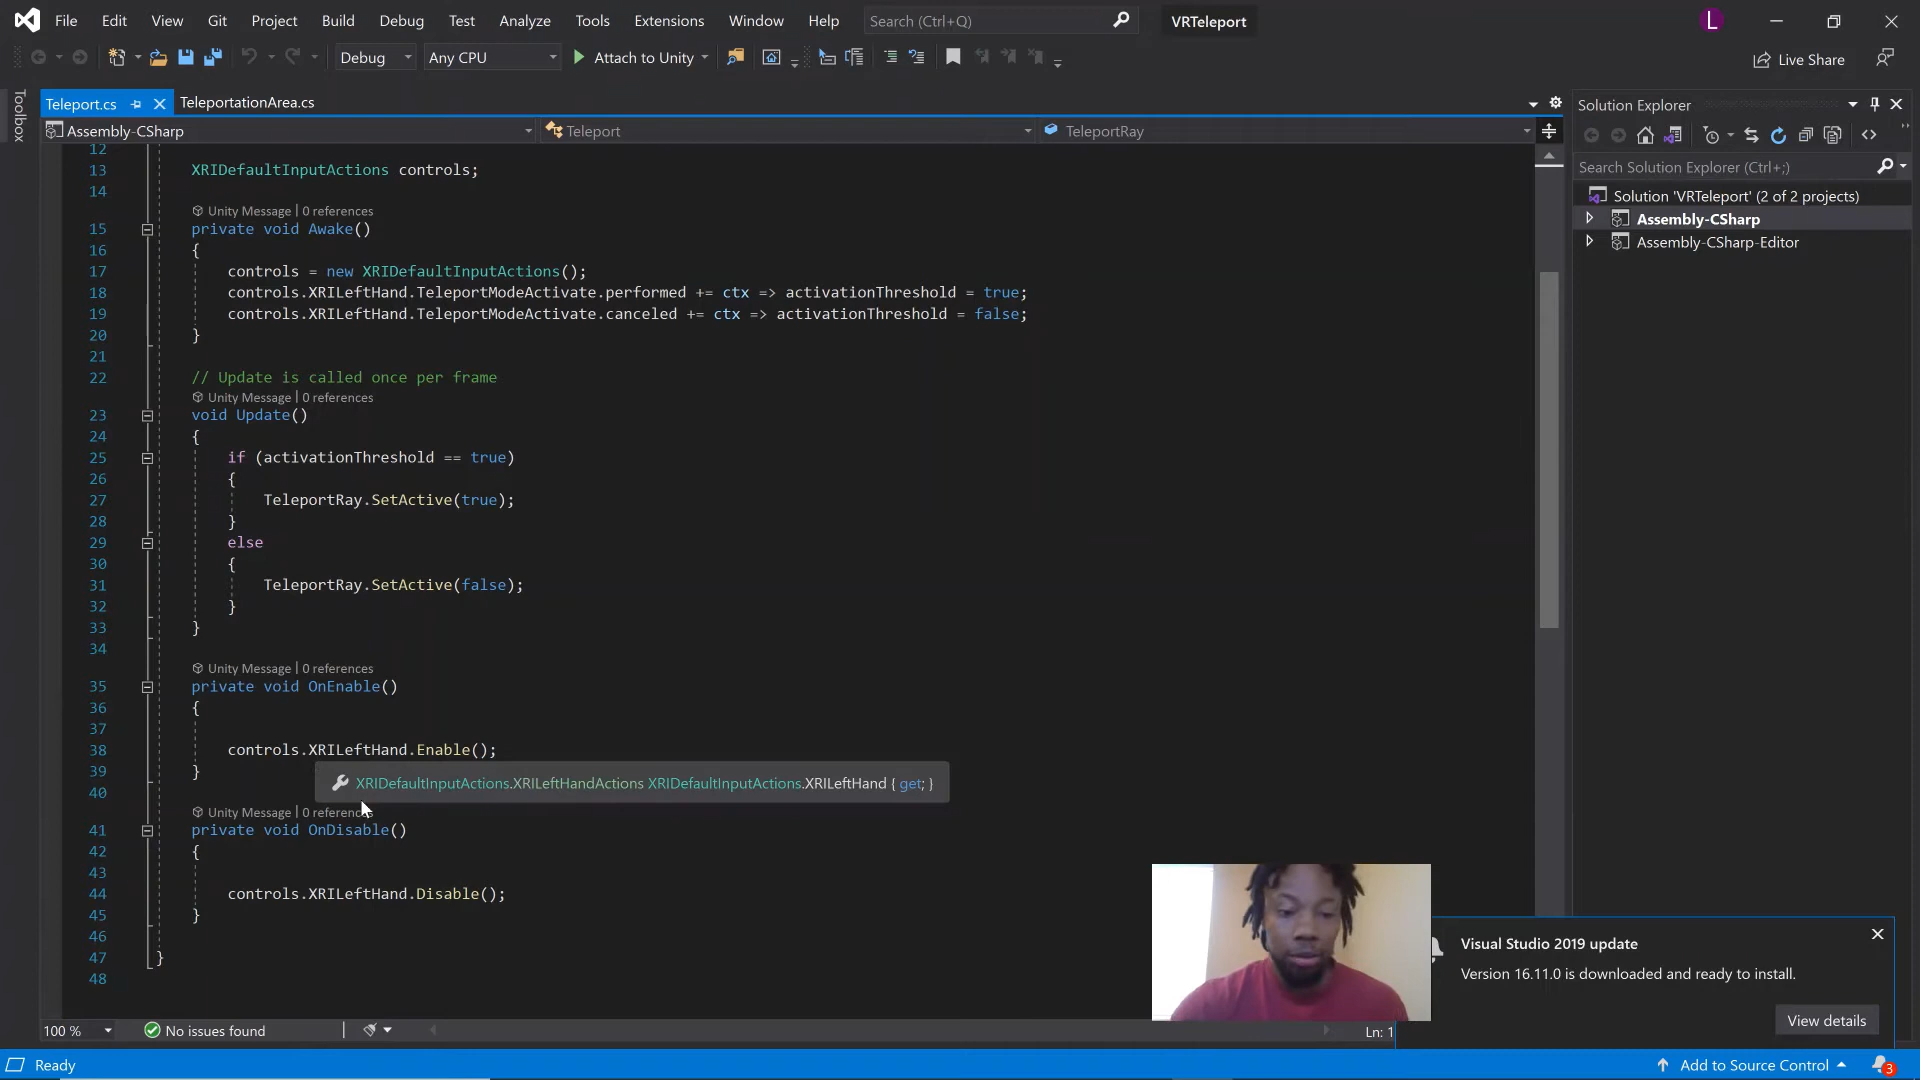 File Edit View Git Project Build Debug Test Analyze Tools Extensions Window Help Search (Ctrl+Q) VRTeleport L
Debug Any CPU Attach to Unity Live Share
Toolbox
Teleport.cs TeleportationArea.cs
Assembly-CSharp Teleport TeleportRay
12
13 XRIDefaultInputActions controls;
14
Unity Message | 0 references
15 private void Awake()
16 {
17 controls = new XRIDefaultInputActions();
18 controls.XRILeftHand.TeleportModeActivate.performed += ctx => activationThreshold = true;
19 controls.XRILeftHand.TeleportModeActivate.canceled += ctx => activationThreshold = false;
20 }
21
22 // Update is called once per frame
Unity Message | 0 references
23 void Update()
24 {
25 if (activationThreshold == true)
26 {
27 TeleportRay.SetActive(true);
28 }
29 else
30 {
31 TeleportRay.SetActive(false);
32 }
33 }
34
Unity Message | 0 references
35 private void OnEnable()
36 {
37
38 controls.XRILeftHand.Enable();
39 }
XRIDefaultInputActions.XRILeftHandActions XRIDefaultInputActions.XRILeftHand { get; }
40
Unity Message | 0 references
41 private void OnDisable()
42 {
43
44 controls.XRILeftHand.Disable();
45 }
46
47 }
48
100 % No issues found Ln: 1
Ready Add to Source Control 3
Solution Explorer
Search Solution Explorer (Ctrl+;)
Solution 'VRTeleport' (2 of 2 projects)
Assembly-CSharp
Assembly-CSharp-Editor
Visual Studio 2019 update
Version 16.11.0 is downloaded and ready to install.
View details